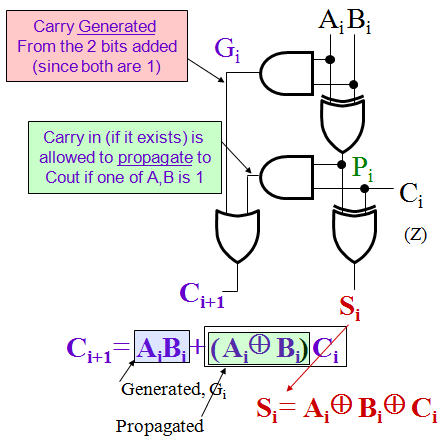 Carry Generated
From the 2 bits added
(since both are 1)
Aᵢ Bᵢ
Gᵢ
Carry in (if it exists) is
allowed to propagate to
Cout if one of A,B is 1
Pᵢ
Cᵢ
(Z)
Cᵢ₊₁
Sᵢ
Cᵢ₊₁= AᵢBᵢ+(Aᵢ⊕ Bᵢ)Cᵢ
Generated, Gᵢ
Propagated
Sᵢ= Aᵢ⊕Bᵢ⊕Cᵢ